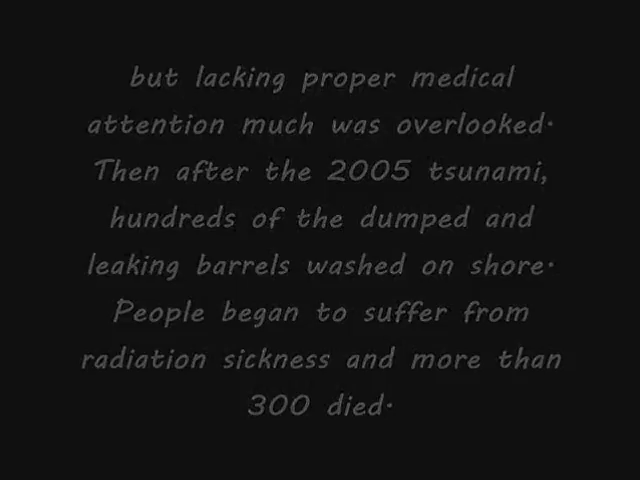 but lacking proper medical
attention much was overlooked.
Then after the 2005 tsunami,
hundreds of the dumped and
leaking barrels washed on shore.
People began to suffer from
radiation sickness and more than
300 died.